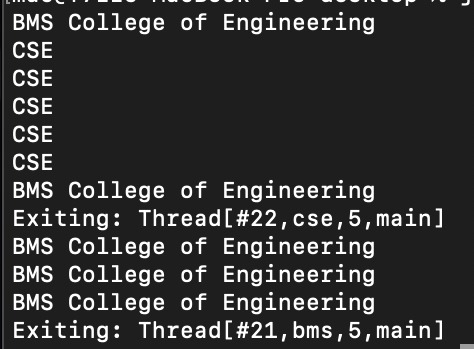 BMS College of Engineering
CSE
CSE
CSE
CSE
CSE
BMS College of Engineering
Exiting: Thread[#22,cse,5,main]
BMS College of Engineering
BMS College of Engineering
BMS College of Engineering
Exiting: Thread[#21,bms,5,main]